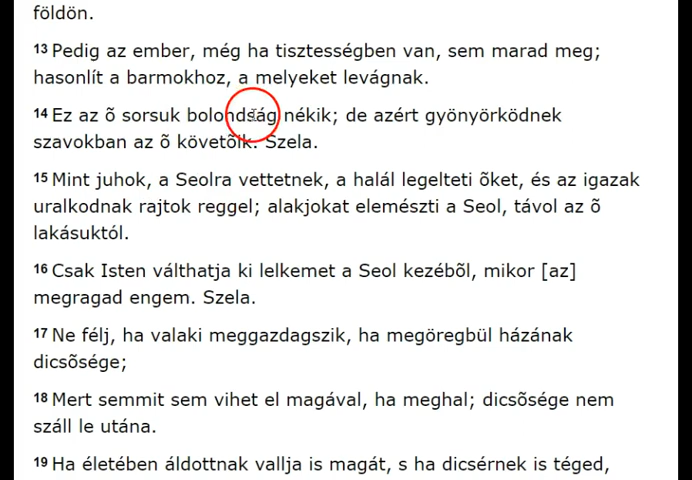 földön.
13 Pedig az ember, még ha tisztességben van, sem marad meg;
hasonlít a barmokhoz, a melyeket levágnak.
14 Ez az õ sorsuk bolondság nékik; de azért gyönyörködnek
szavokban az õ követõik. Szela.
15 Mint juhok, a Seolra vettetnek, a halál legelteti õket, és az igazak
uralkodnak rajtok reggel; alakjokat elemészti a Seol, távol az õ
lakásuktól.
16 Csak Isten válthatja ki lelkemet a Seol kezébõl, mikor [az]
megragad engem. Szela.
17 Ne félj, ha valaki meggazdagszik, ha megöregbül házának
dicsõsége;
18 Mert semmit sem vihet el magával, ha meghal; dicsõsége nem
száll le utána.
19 Ha életében áldottnak vallja is magát, s ha dicsérnek is téged,